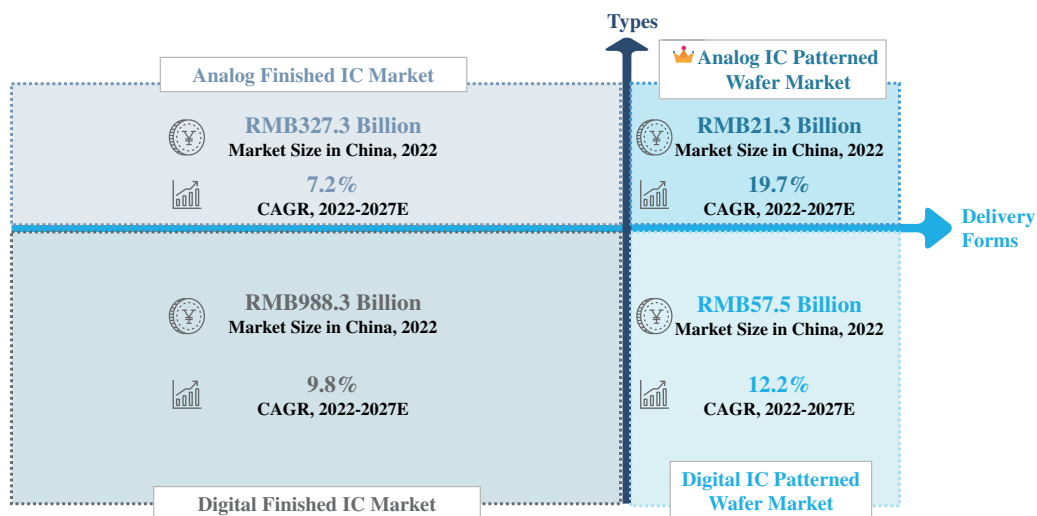 Types
Analog Finished IC Market
RMB327.3 Billion
Market Size in China, 2022
7.2%
CAGR, 2022-2027E
Analog IC Patterned
Wafer Market
RMB21.3 Billion
Market Size in China, 2022
19.7%
CAGR, 2022-2027E
Delivery
Forms
RMB988.3 Billion
Market Size in China, 2022
9.8%
CAGR, 2022-2027E
Digital Finished IC Market
RMB57.5 Billion
Market Size in China, 2022
12.2%
CAGR, 2022-2027E
Digital IC Patterned
Wafer Market